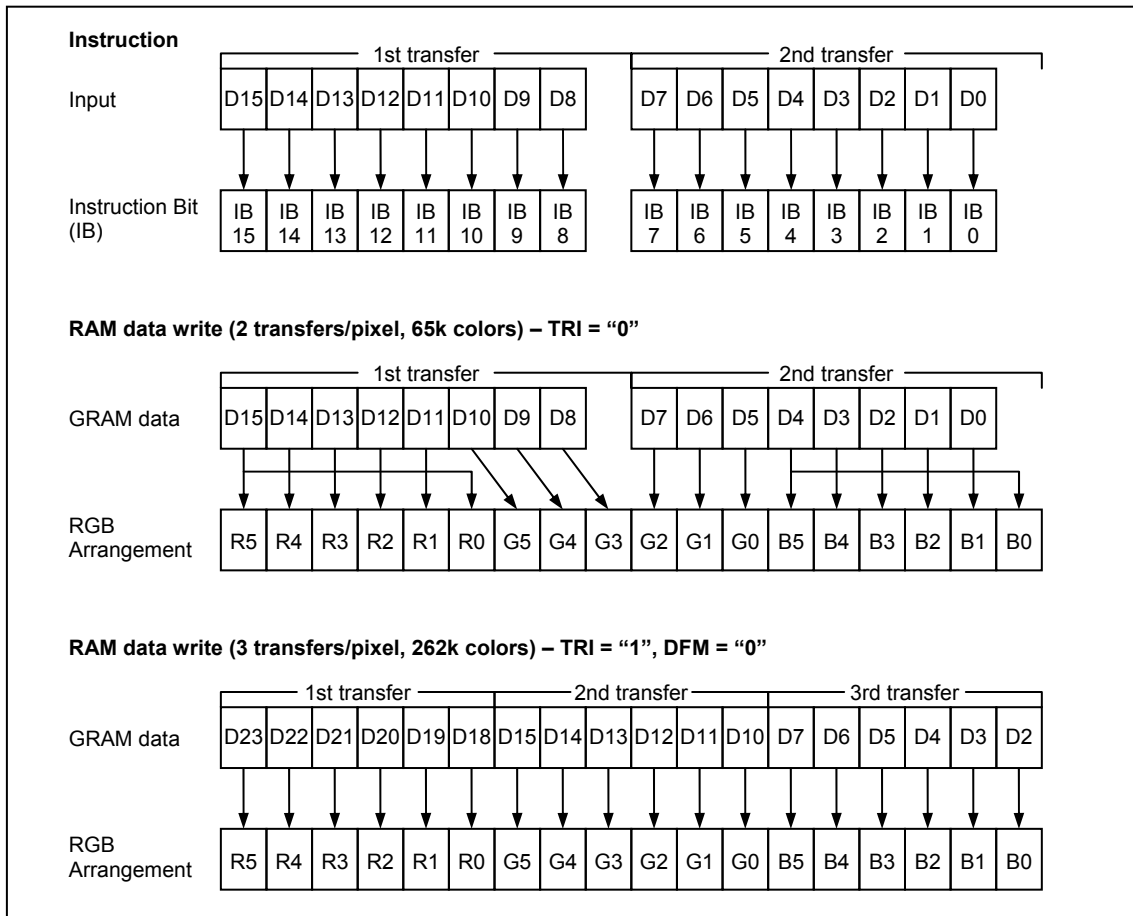 Instruction
1st transfer 2nd transfer
Input D15 D14 D13 D12 D11 D10 D9 D8 D7 D6 D5 D4 D3 D2 D1 D0
Instruction Bit (IB) IB 15 IB 14 IB 13 IB 12 IB 11 IB 10 IB 9 IB 8 IB 7 IB 6 IB 5 IB 4 IB 3 IB 2 IB 1 IB 0
RAM data write (2 transfers/pixel, 65k colors) – TRI = “0”
1st transfer 2nd transfer
GRAM data D15 D14 D13 D12 D11 D10 D9 D8 D7 D6 D5 D4 D3 D2 D1 D0
RGB Arrangement R5 R4 R3 R2 R1 R0 G5 G4 G3 G2 G1 G0 B5 B4 B3 B2 B1 B0
RAM data write (3 transfers/pixel, 262k colors) – TRI = “1”, DFM = “0”
1st transfer 2nd transfer 3rd transfer
GRAM data D23 D22 D21 D20 D19 D18 D15 D14 D13 D12 D11 D10 D7 D6 D5 D4 D3 D2
RGB Arrangement R5 R4 R3 R2 R1 R0 G5 G4 G3 G2 G1 G0 B5 B4 B3 B2 B1 B0